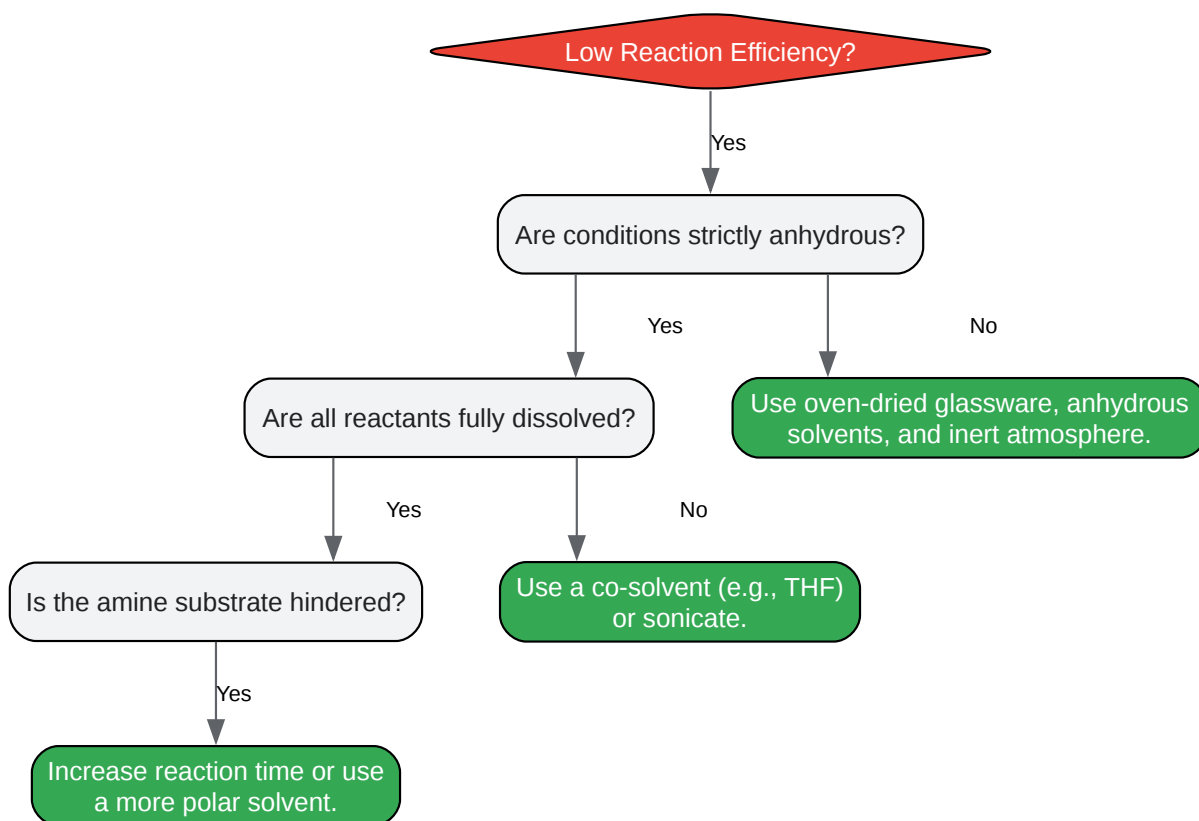 Low Reaction Efficiency?
Yes
Are conditions strictly anhydrous?
Yes
No
Are all reactants fully dissolved?
Use oven-dried glassware, anhydrous
solvents, and inert atmosphere.
Yes
No
Is the amine substrate hindered?
Use a co-solvent (e.g., THF)
or sonicate.
Yes
Increase reaction time or use
a more polar solvent.